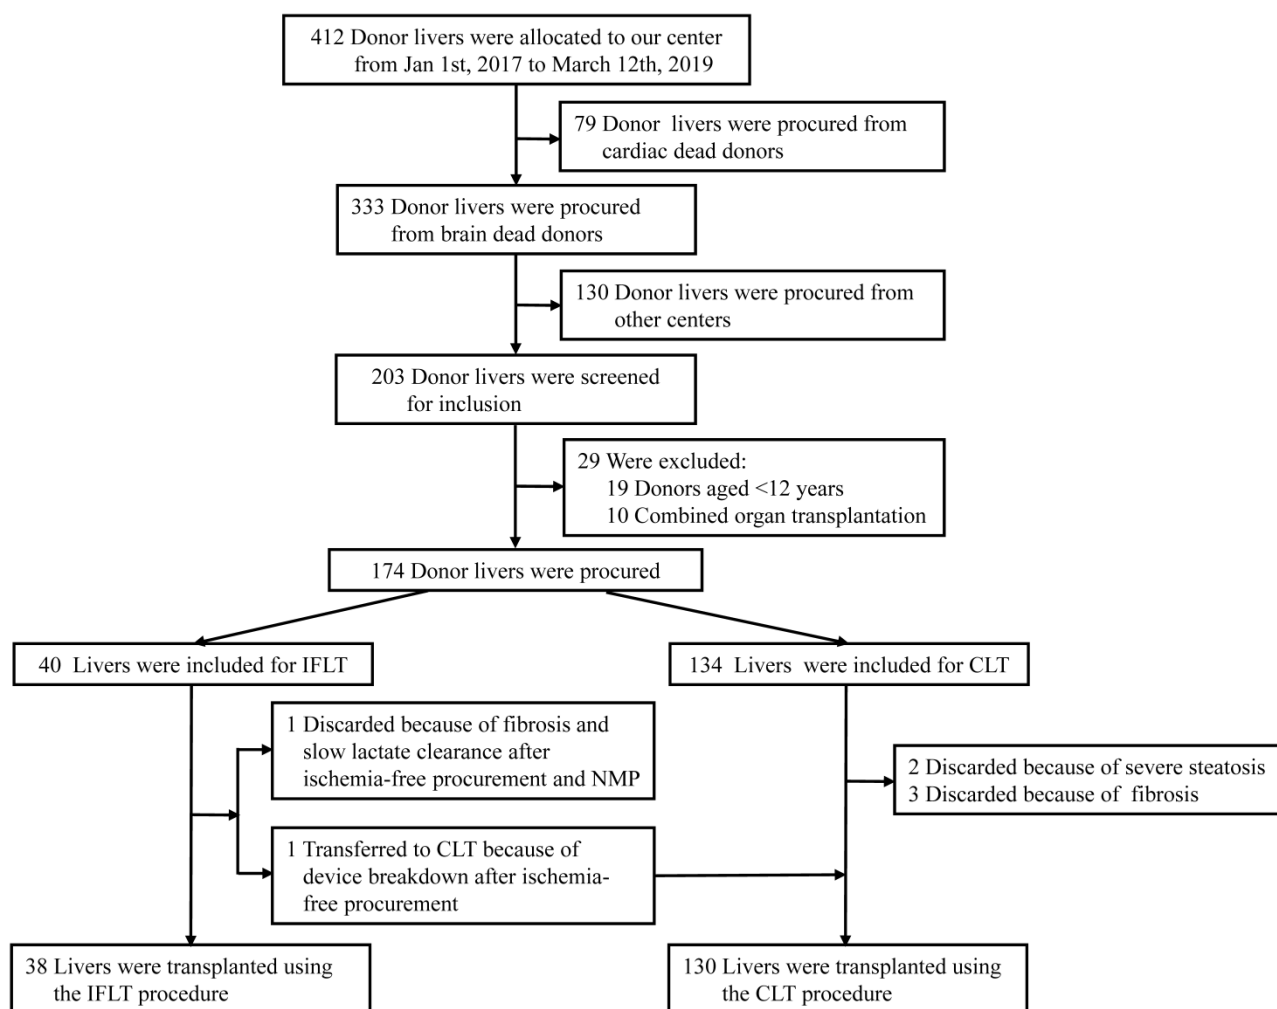 412 Donor livers were allocated to our center
from Jan 1st, 2017 to March 12th, 2019
79 Donor livers were procured from
cardiac dead donors
333 Donor livers were procured
from brain dead donors
130 Donor livers were procured from
other centers
203 Donor livers were screened
for inclusion
29 Were excluded:
19 Donors aged <12 years
10 Combined organ transplantation
174 Donor livers were procured
40 Livers were included for IFLT
134 Livers were included for CLT
1 Discarded because of fibrosis and
slow lactate clearance after
ischemia-free procurement and NMP
2 Discarded because of severe steatosis
3 Discarded because of fibrosis
1 Transferred to CLT because of
device breakdown after ischemia-
free procurement
38 Livers were transplanted using
the IFLT procedure
130 Livers were transplanted using
the CLT procedure